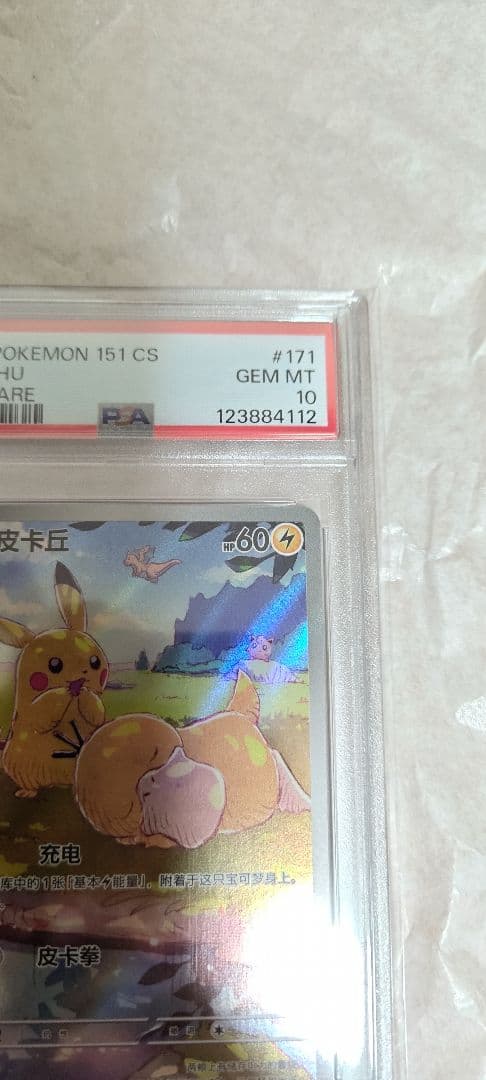 POKEMON 151 CS #171
HU GEM MT
ARE 10
PSA 123884112
皮卡丘 HP60
充电
库中的1张「基本能量」,附着于这只宝可梦身上。
皮卡拳